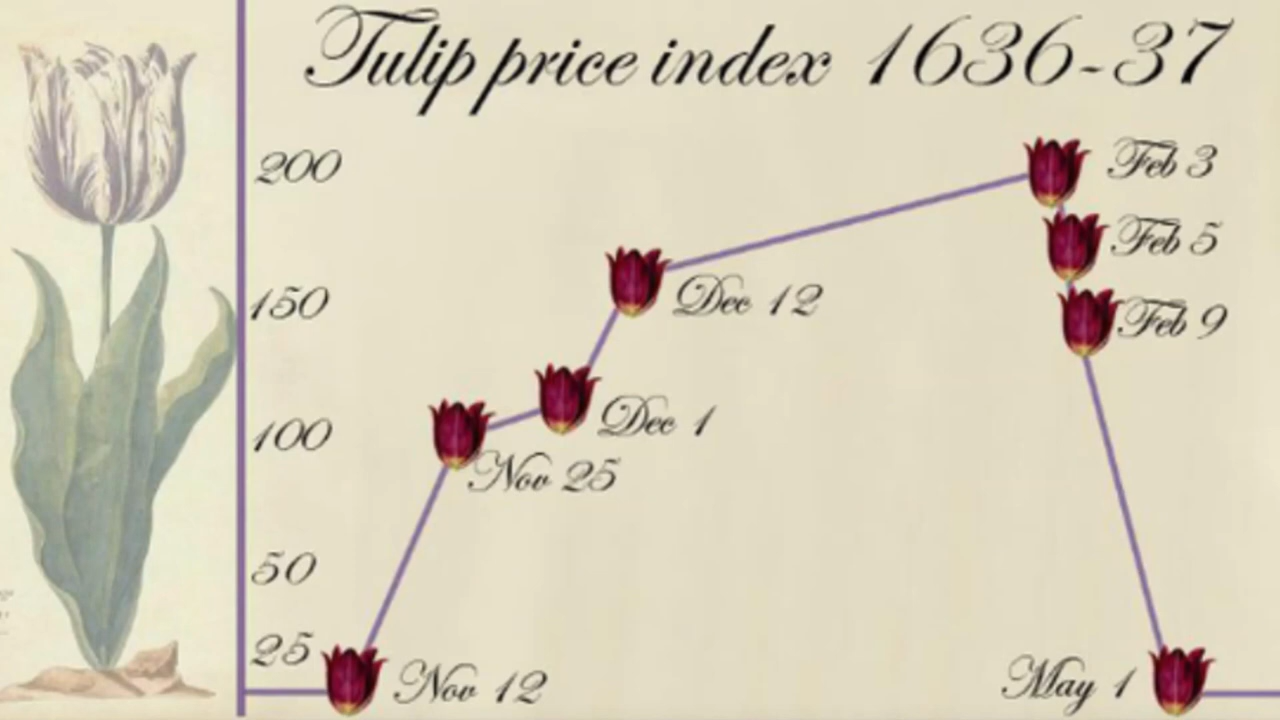 Tulip price index 1636-37
200
Feb 3
Feb 5
150
Dec 12
Feb 9
100
Dec 1
Nov 25
50
25
Nov 12
May 1